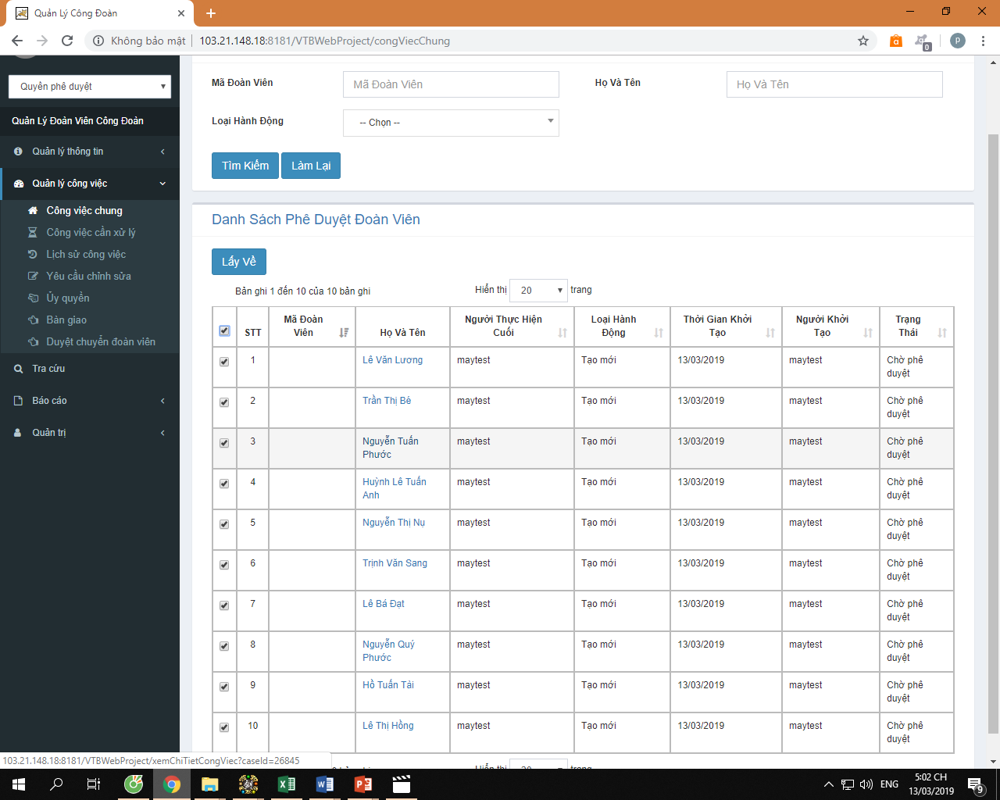 Quản Lý Công Đoàn
Không bảo mật
103.21.148.18:8181/VTBWebProject/congViecChung
p
0
Quyền phê duyệt
Quản Lý Đoàn Viên Công Đoàn
Quản lý thông tin
Quản lý công việc
Công việc chung
Công việc cần xử lý
Lịch sử công việc
Yêu cầu chỉnh sửa
Ủy quyền
Bàn giao
Duyệt chuyển đoàn viên
Tra cứu
Báo cáo
Quản trị
Mã Đoàn Viên
Mã Đoàn Viên
Họ Và Tên
Họ Và Tên
Loại Hành Động
-- Chọn --
Tìm Kiếm
Làm Lại
Danh Sách Phê Duyệt Đoàn Viên
Lấy Về
Bản ghi 1 đến 10 của 10 bản ghi
Hiển thị 20 trang
STT
Mã Đoàn
Viên
Họ Và Tên
Người Thực Hiện
Cuối
Loại Hành
Động
Thời Gian Khởi
Tạo
Người Khởi
Tạo
Trạng
Thái
1 Lê Văn Lương maytest Tạo mới 13/03/2019 maytest Chờ phê
duyệt
2 Trần Thị Bé maytest Tạo mới 13/03/2019 maytest Chờ phê
duyệt
3 Nguyễn Tuấn maytest Tạo mới 13/03/2019 maytest Chờ phê
Phước duyệt
4 Huỳnh Lê Tuấn maytest Tạo mới 13/03/2019 maytest Chờ phê
Anh duyệt
5 Nguyễn Thị Nụ maytest Tạo mới 13/03/2019 maytest Chờ phê
duyệt
6 Trịnh Văn Sang maytest Tạo mới 13/03/2019 maytest Chờ phê
duyệt
7 Lê Bá Đạt maytest Tạo mới 13/03/2019 maytest Chờ phê
duyệt
8 Nguyễn Quý maytest Tạo mới 13/03/2019 maytest Chờ phê
Phước duyệt
9 Hồ Tuấn Tài maytest Tạo mới 13/03/2019 maytest Chờ phê
duyệt
10 Lê Thị Hồng maytest Tạo mới 13/03/2019 maytest Chờ phê
duyệt
103.21.148.18:8181/VTBWebProject/xemChiTietCongViec?caseId=26845
Hiển thị 20 trang
ENG
5:02 CH
13/03/2019
9